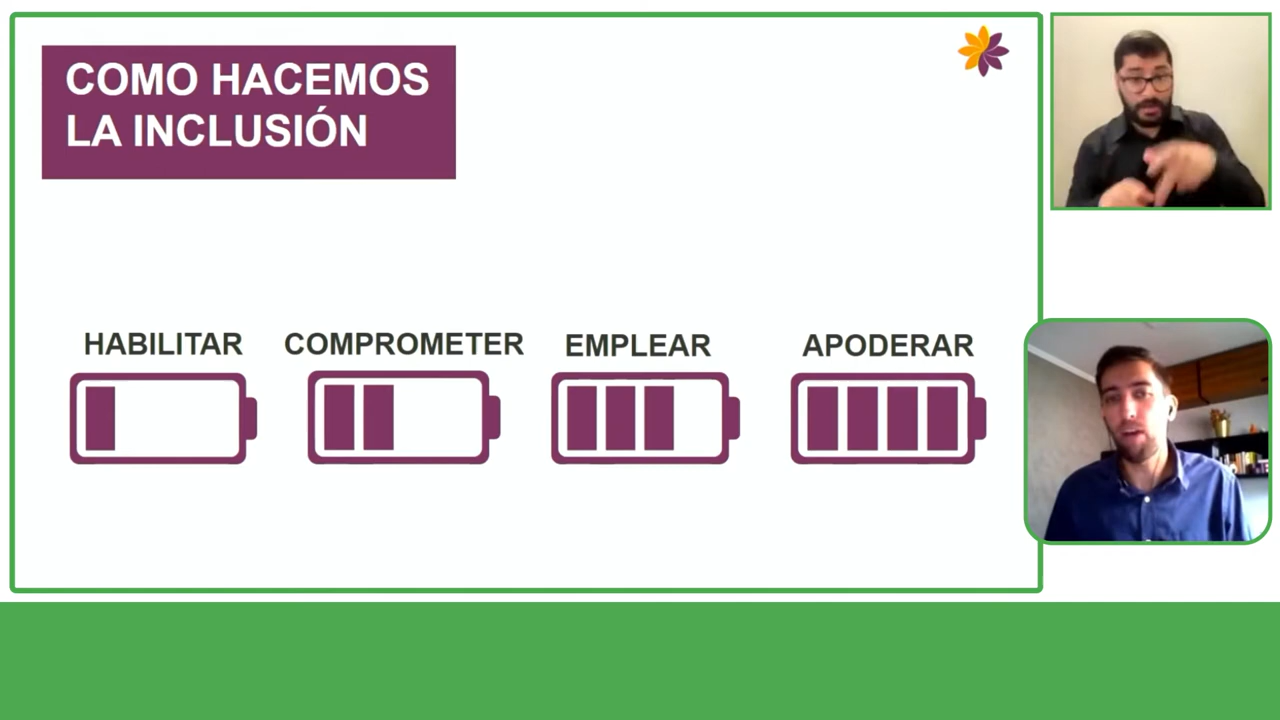 COMO HACEMOS
LA INCLUSIÓN
HABILITAR
COMPROMETER
EMPLEAR
APODERAR